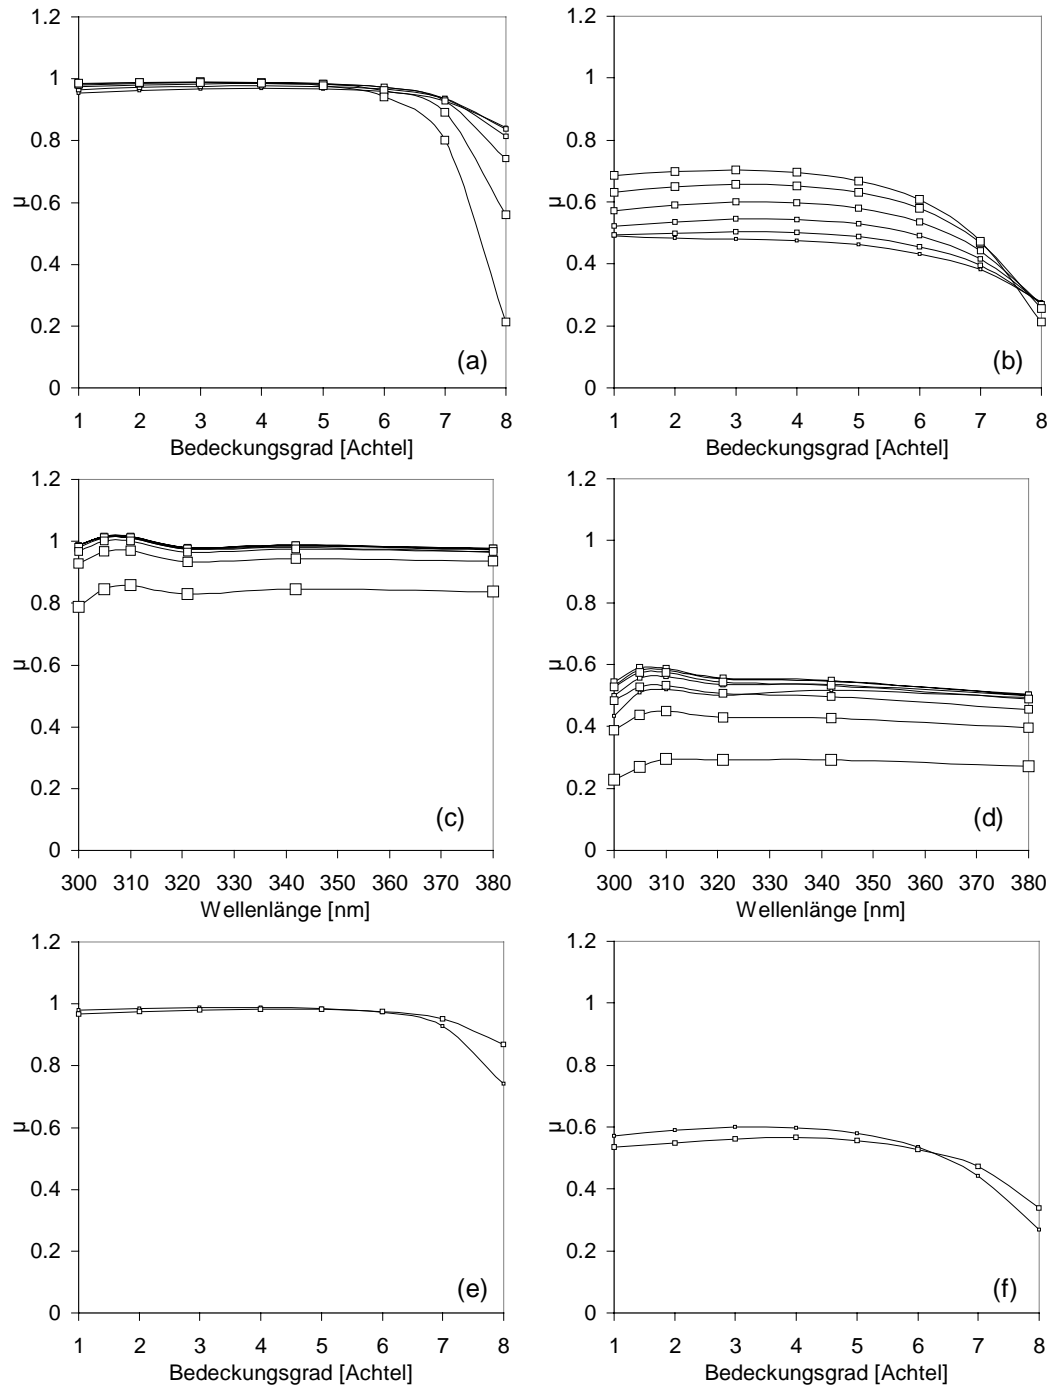 1.2 1 0.8 0.6 0.4 0.2 0
µ
(a)
1 2 3 4 5 6 7 8
Bedeckungsgrad [Achtel]
1.2 1 0.8 0.6 0.4 0.2 0
µ
(b)
1 2 3 4 5 6 7 8
Bedeckungsgrad [Achtel]
1.2 1 0.8 0.6 0.4 0.2 0
µ
(c)
300 310 320 330 340 350 360 370 380
Wellenlänge [nm]
1.2 1 0.8 0.6 0.4 0.2 0
µ
(d)
300 310 320 330 340 350 360 370 380
Wellenlänge [nm]
1.2 1 0.8 0.6 0.4 0.2 0
µ
(e)
1 2 3 4 5 6 7 8
Bedeckungsgrad [Achtel]
1.2 1 0.8 0.6 0.4 0.2 0
µ
(f)
1 2 3 4 5 6 7 8
Bedeckungsgrad [Achtel]